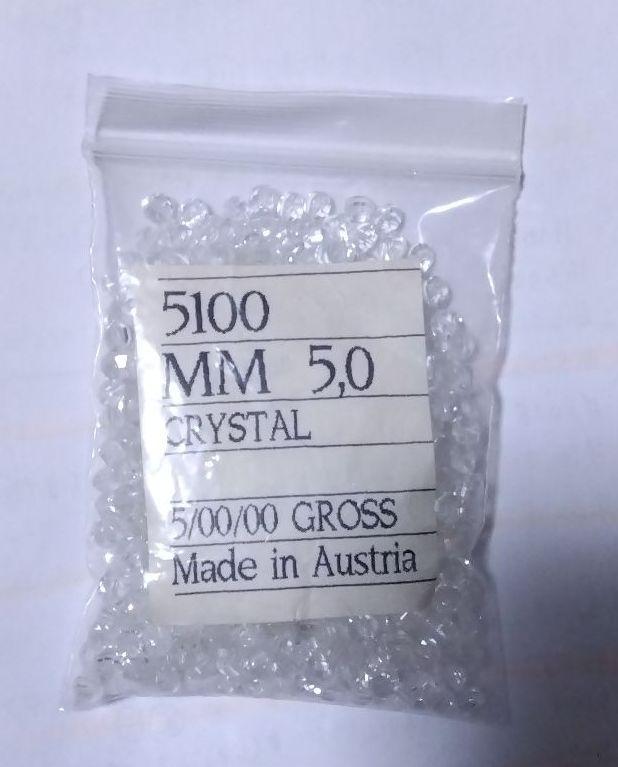 5100
MM 5,0
CRYSTAL
5/00/00 GROSS
Made in Austria